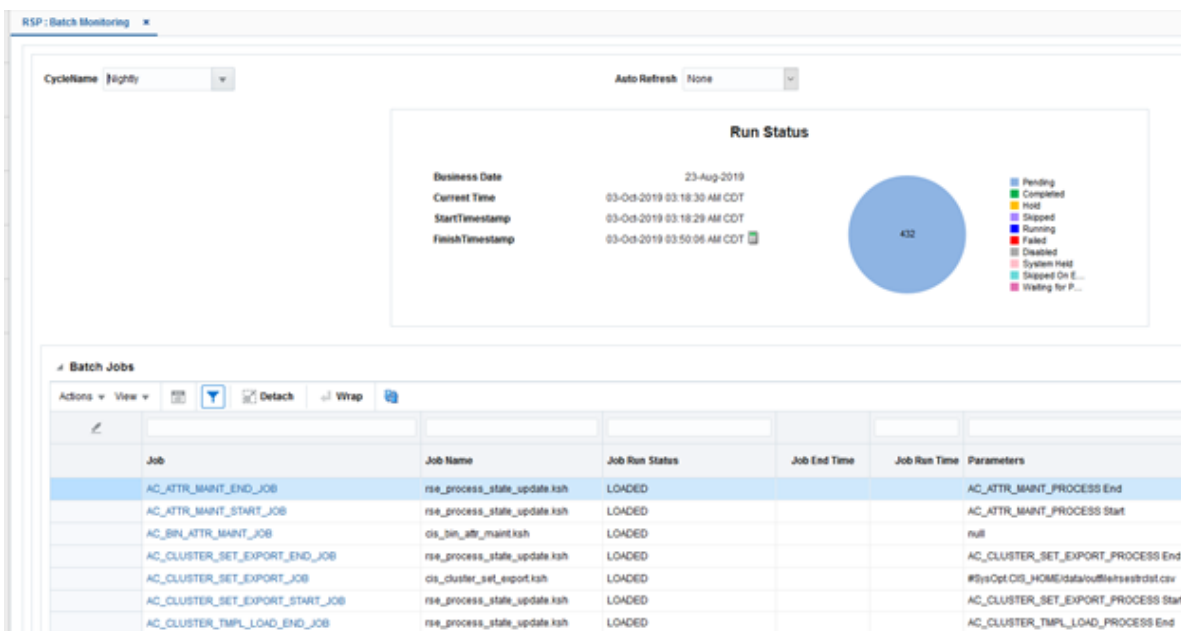 RSP : Batch Monitoring ×
CycleName Nightly Auto Refresh None
Run Status
Business Date 23-Aug-2019
Current Time 03-Oct-2019 03:18:30 AM CDT
StartTimestamp 03-Oct-2019 03:18:29 AM CDT
FinishTimestamp 03-Oct-2019 03:50:06 AM CDT
432
Pending
Completed
Hold
Skipped
Running
Failed
Disabled
System Held
Skipped On E...
Waiting for P...
Batch Jobs
Actions View Detach Wrap
Job Job Name Job Run Status Job End Time Job Run Time Parameters
AC_ATTR_MAINT_END_JOB rse_process_state_update.ksh LOADED AC_ATTR_MAINT_PROCESS End
AC_ATTR_MAINT_START_JOB rse_process_state_update.ksh LOADED AC_ATTR_MAINT_PROCESS Start
AC_BIN_ATTR_MAINT_JOB cis_bin_attr_maint.ksh LOADED null
AC_CLUSTER_SET_EXPORT_END_JOB rse_process_state_update.ksh LOADED AC_CLUSTER_SET_EXPORT_PROCESS End
AC_CLUSTER_SET_EXPORT_JOB cis_cluster_set_export.ksh LOADED #SysOpt.CIS_HOME/data/outfile/rsestrclst.csv
AC_CLUSTER_SET_EXPORT_START_JOB rse_process_state_update.ksh LOADED AC_CLUSTER_SET_EXPORT_PROCESS Start
AC_CLUSTER_TMPL_LOAD_END_JOB rse_process_state_update.ksh LOADED AC_CLUSTER_TMPL_LOAD_PROCESS End